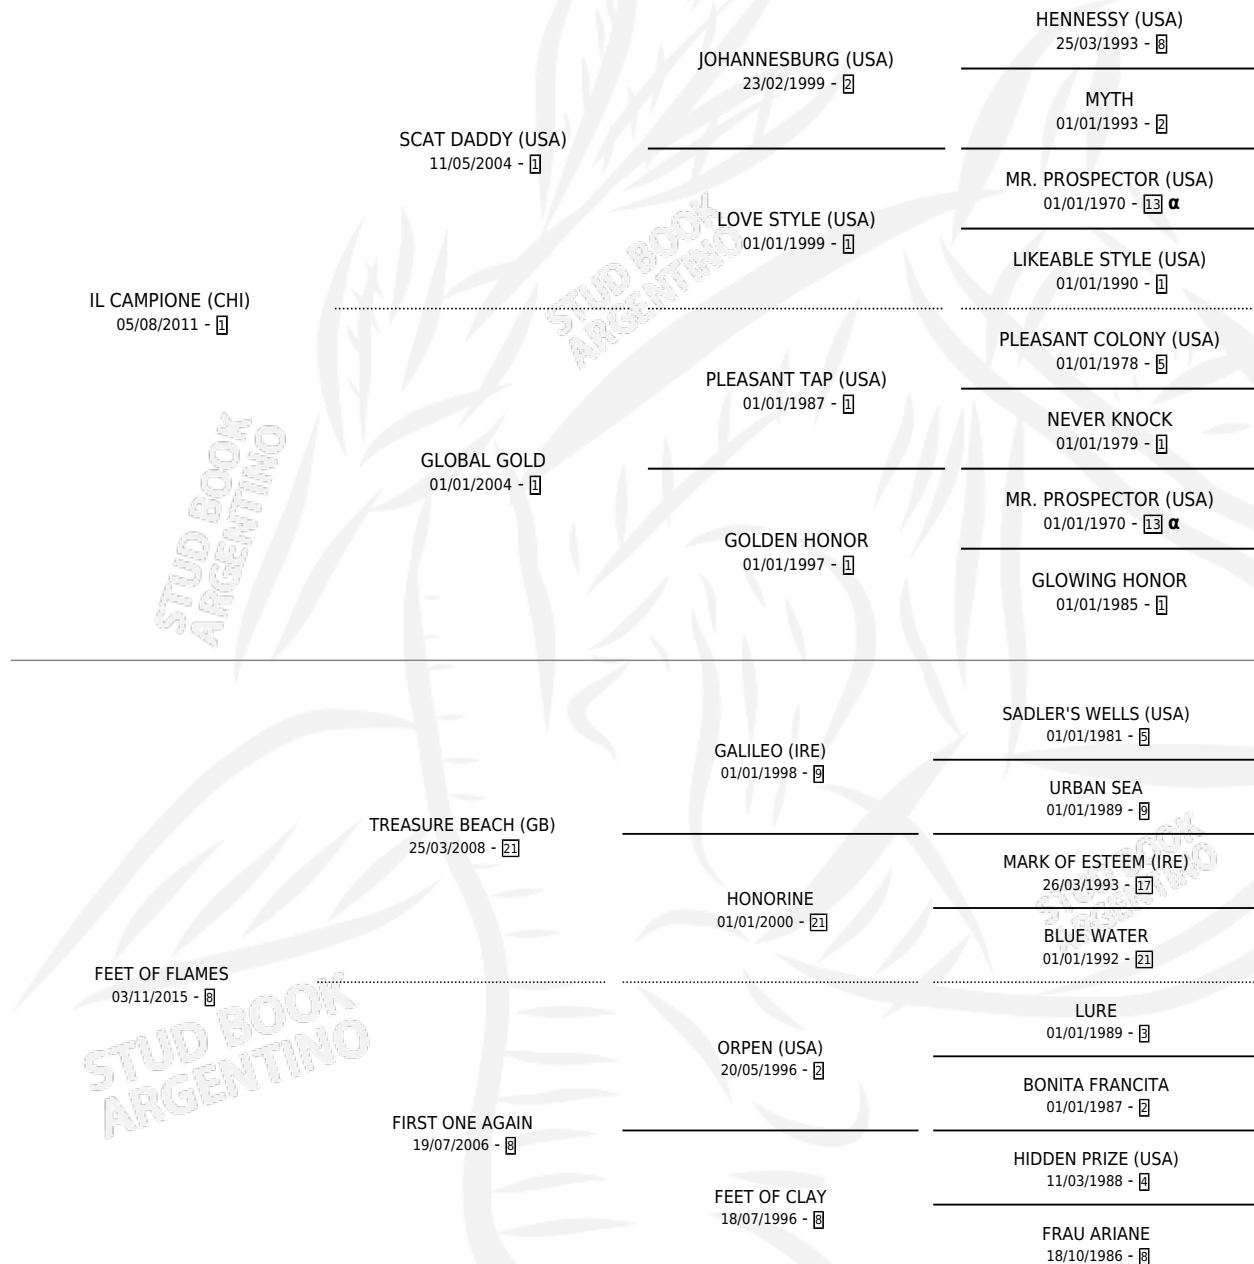 HENNESSY (USA)
25/03/1993 - 8
JOHANNESBURG (USA)
23/02/1999 - 2
MYTH
01/01/1993 - 2
SCAT DADDY (USA)
11/05/2004 - 1
MR. PROSPECTOR (USA)
01/01/1970 - 13 α
LOVE STYLE (USA)
01/01/1999 - 1
LIKEABLE STYLE (USA)
01/01/1990 - 1
STUD BOOK
ARGENTINO
IL CAMPIONE (CHI)
05/08/2011 - 1
PLEASANT COLONY (USA)
01/01/1978 - 5
PLEASANT TAP (USA)
01/01/1987 - 1
NEVER KNOCK
01/01/1979 - 1
GLOBAL GOLD
01/01/2004 - 1
MR. PROSPECTOR (USA)
01/01/1970 - 13 α
GOLDEN HONOR
01/01/1997 - 1
GLOWING HONOR
01/01/1985 - 1
STUD BOOK
ARGENTINO
SADLER'S WELLS (USA)
01/01/1981 - 5
GALILEO (IRE)
01/01/1998 - 9
URBAN SEA
01/01/1989 - 9
TREASURE BEACH (GB)
25/03/2008 - 21
MARK OF ESTEEM (IRE)
26/03/1993 - 17
HONORINE
01/01/2000 - 21
BLUE WATER
01/01/1992 - 21
STUD BOOK
ARGENTINO
FEET OF FLAMES
03/11/2015 - 8
LURE
01/01/1989 - 3
ORPEN (USA)
20/05/1996 - 2
BONITA FRANCITA
01/01/1987 - 2
STUD BOOK
ARGENTINO
FIRST ONE AGAIN
19/07/2006 - 8
HIDDEN PRIZE (USA)
11/03/1988 - 4
FEET OF CLAY
18/07/1996 - 8
FRAU ARIANE
18/10/1986 - 8